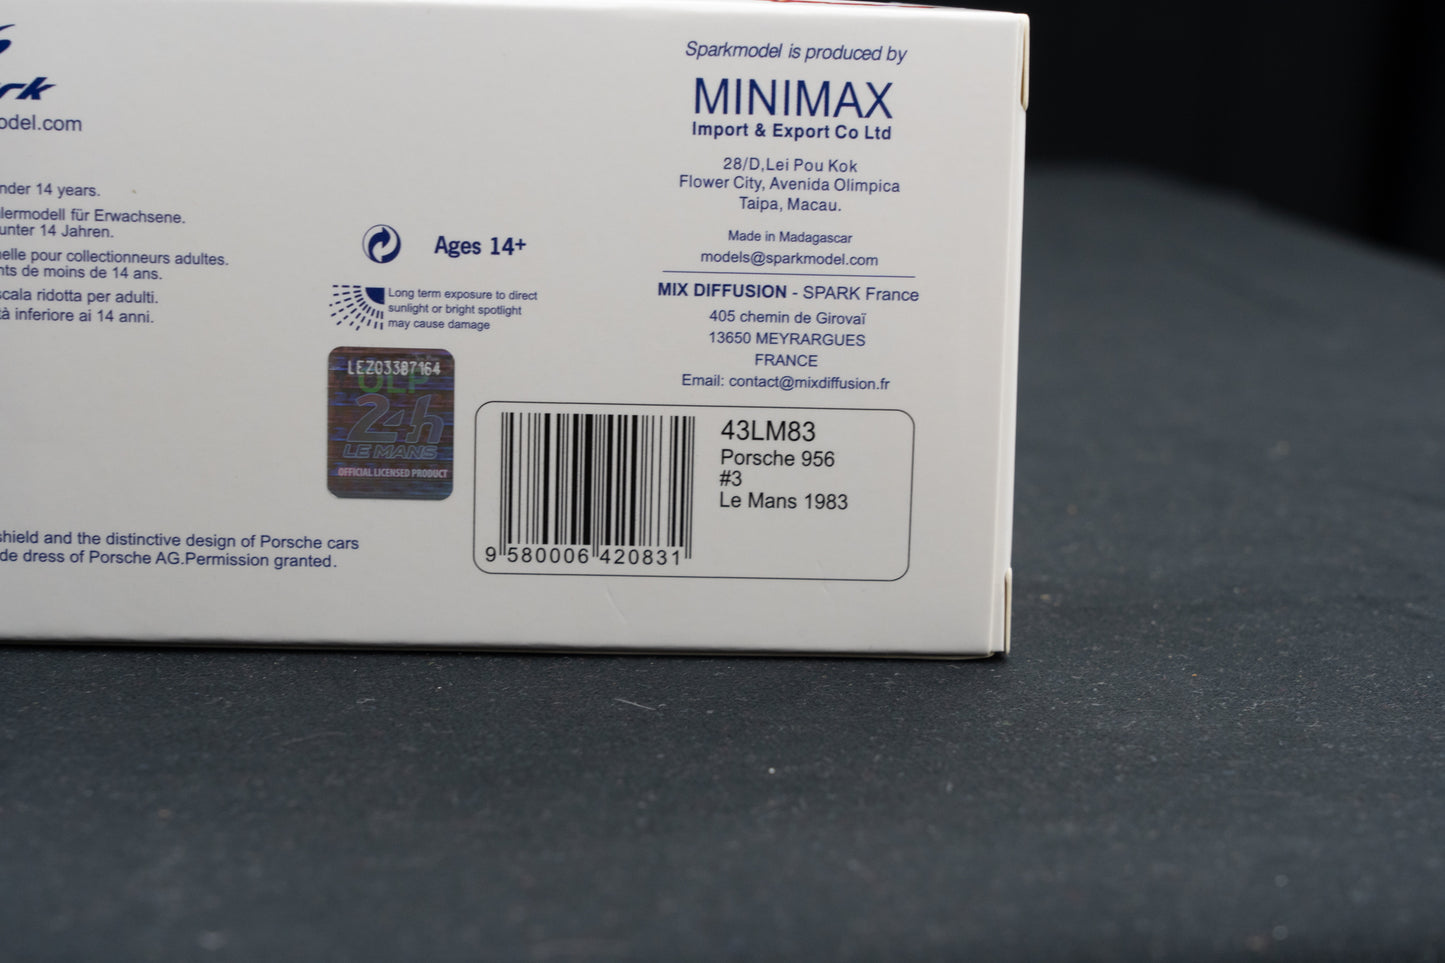 odel.com
nder 14 years.
lermodell für Erwachsene.
unter 14 Jahren.
elle pour collectionneurs adultes.
nts de moins de 14 ans.
scala ridotta per adulti.
tà inferiore ai 14 anni.
Ages 14+
Long term exposure to direct
sunlight or bright spotlight
may cause damage
LEZ03387164
OLP
24h
LE MANS
OFFICIAL LICENSED PRODUCT
shield and the distinctive design of Porsche cars
de dress of Porsche AG.Permission granted.
Sparkmodel is produced by
MINIMAX
Import & Export Co Ltd
28/D,Lei Pou Kok
Flower City, Avenida Olimpica
Taipa, Macau.
Made in Madagascar
models@sparkmodel.com
MIX DIFFUSION - SPARK France
405 chemin de Girovaï
13650 MEYRARGUES
FRANCE
Email: contact@mixdiffusion.fr
43LM83
Porsche 956
#3
Le Mans 1983
9 580006 420831